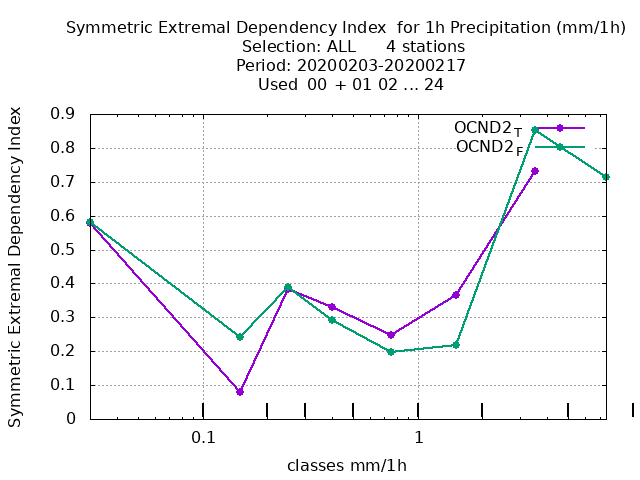 Symmetric Extremal Dependency Index  for 1h Precipitation (mm/1h)
Selection: ALL      4 stations
Period: 20200203-20200217
Used  00  + 01 02 ... 24
Symmetric Extremal Dependency Index
0.9
0.8
0.7
0.6
0.5
0.4
0.3
0.2
0.1
0
OCND2T
OCND2F
0.1
1
classes mm/1h